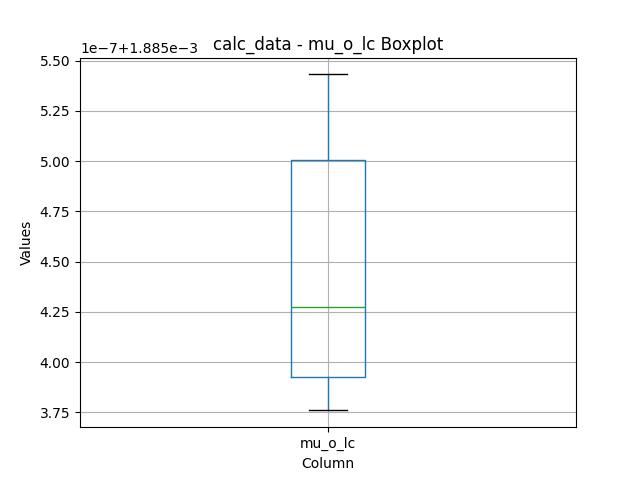 calc_data - mu_o_lc Boxplot
1e−7+1.885e−3
5.50
5.25
5.00
4.75
4.50
4.25
4.00
3.75
Values
mu_o_lc
Column